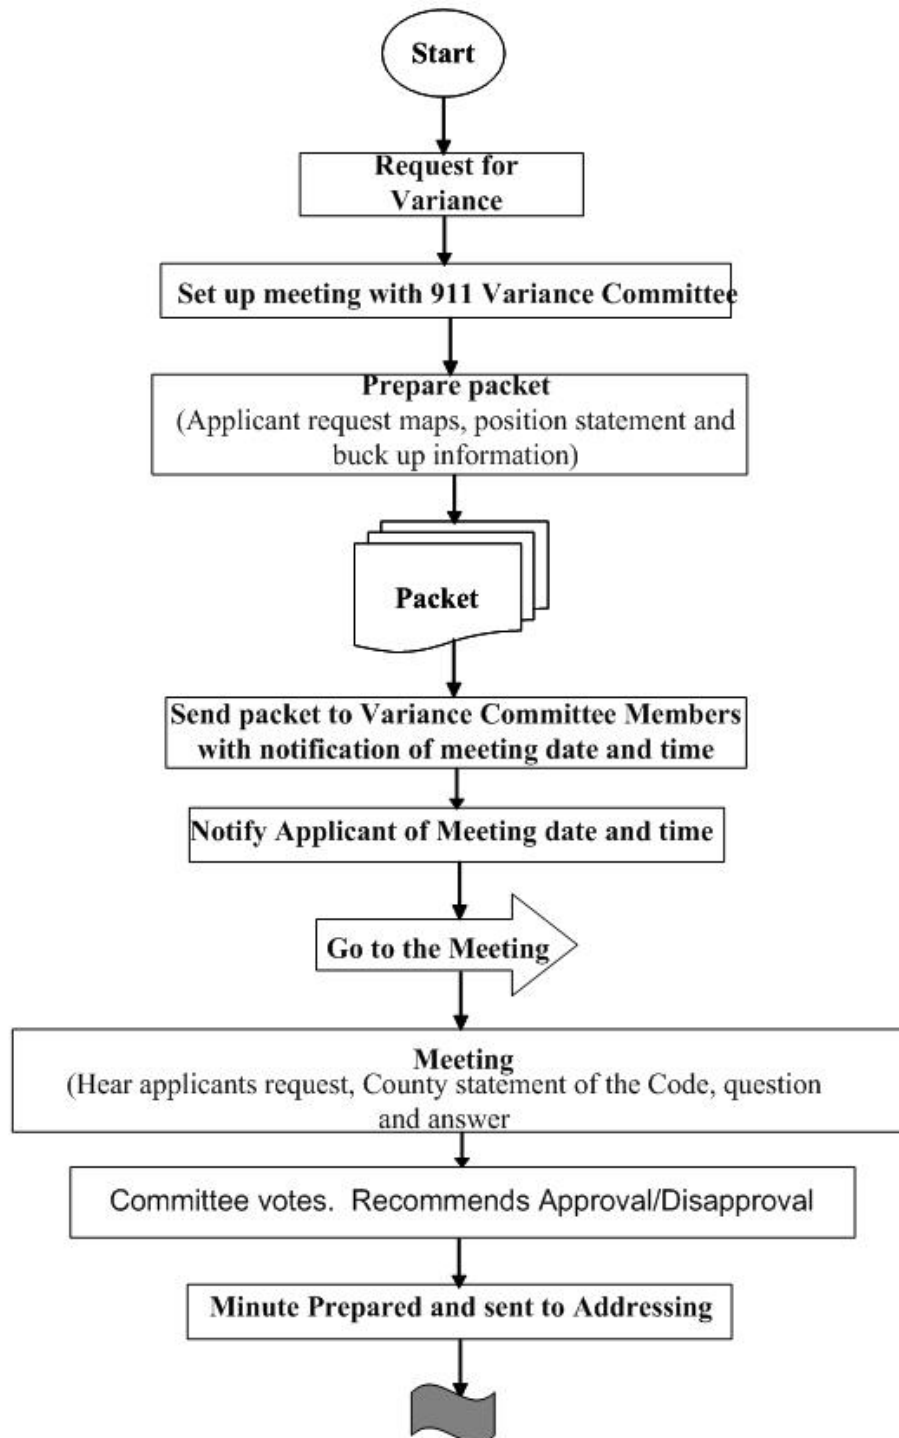 Start
Request for
Variance
Set up meeting with 911 Variance Committee
Prepare packet
(Applicant request maps, position statement and
buck up information)
Packet
Send packet to Variance Committee Members
with notification of meeting date and time
Notify Applicant of Meeting date and time
Go to the Meeting
Meeting
(Hear applicants request, County statement of the Code, question
and answer
Committee votes.  Recommends Approval/Disapproval
Minute Prepared and sent to Addressing